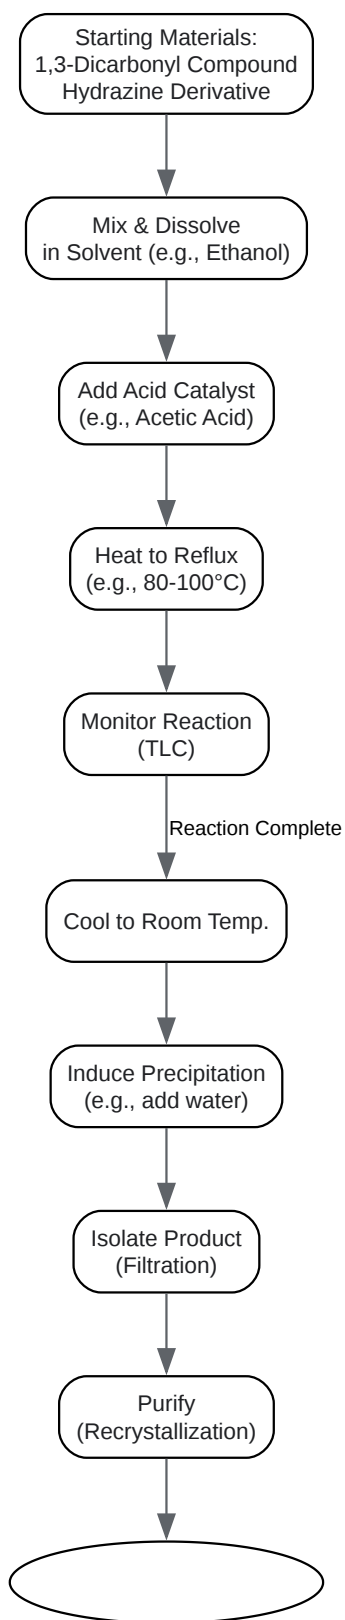 Starting Materials:
1,3-Dicarbonyl Compound
Hydrazine Derivative
Mix & Dissolve
in Solvent (e.g., Ethanol)
Add Acid Catalyst
(e.g., Acetic Acid)
Heat to Reflux
(e.g., 80-100°C)
Monitor Reaction
(TLC)
Reaction Complete
Cool to Room Temp.
Induce Precipitation
(e.g., add water)
Isolate Product
(Filtration)
Purify
(Recrystallization)